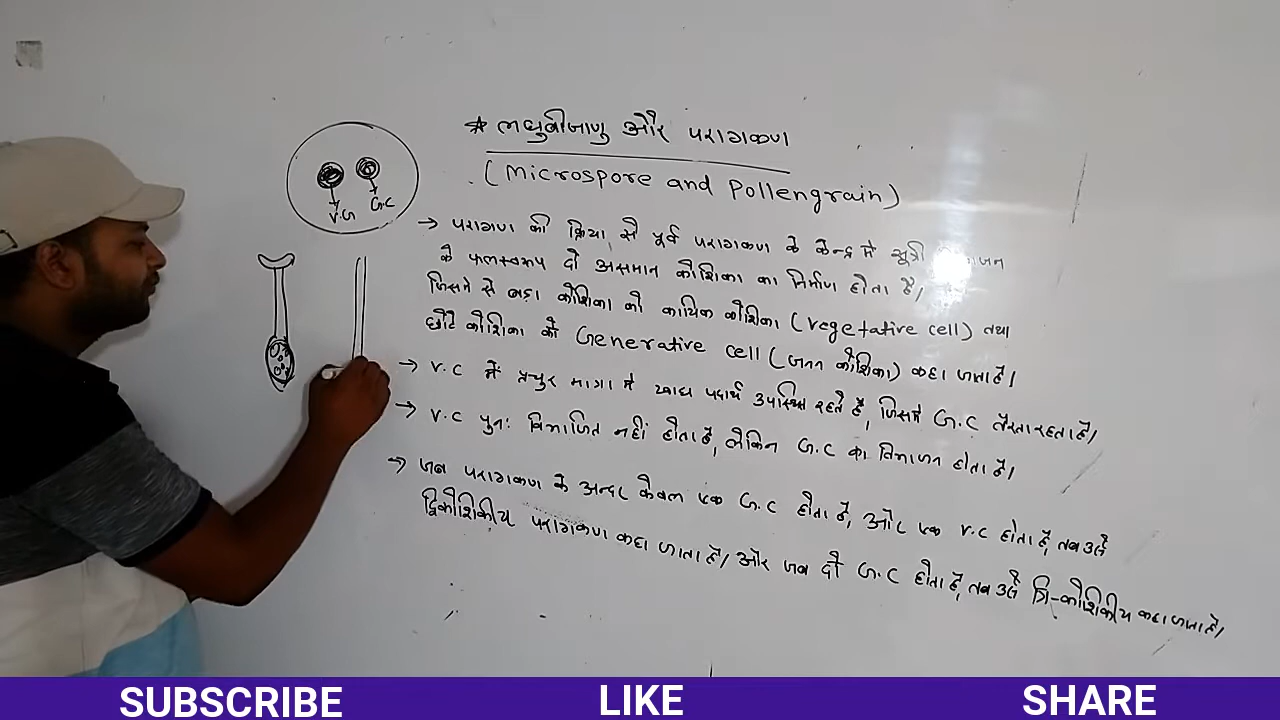 * लघुबीजाणु और परागकण
(Microspore and Pollengrain)
V.G
G.C
→ परागण की क्रिया से पूर्व परागकण के केन्द्र में सूत्री
के फलस्वरूप दो असमान कोशिका का निर्माण होता है,
जिसमे से बड़ा कोशिका को कायिक कोशिका (vegetative cell) तथा
छोटे कोशिका को Generative cell (जनन कोशिका) कहा जाता है।
→ V.C में प्रचुर मात्रा में खाद्य पदार्थ उपस्थित रहते है, जिसमें G.C तैरता रहता है,
→ V.C पुनः विभाजित नहीं होता है, लेकिन G.C का विभाजन होता है।
→ जब परागकण के अन्दर केवल एक G.C होता है, और एक V.C होता है, तब उसे
द्विकोशिकीय परागकण कहा जाता है। और जब दो G.C होता है, तब उसे त्रि-कोशिकीय कहा जाता है।
SUBSCRIBE LIKE SHARE